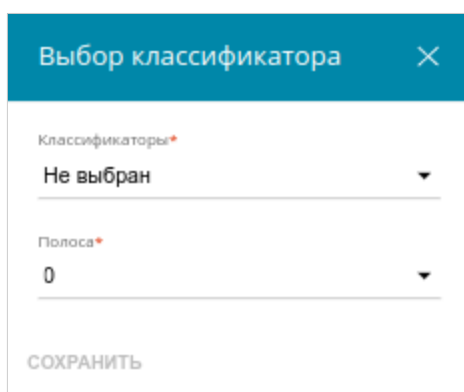 Выбор классификатора
Классификаторы*
Не выбран
Полоса*
0
СОХРАНИТЬ